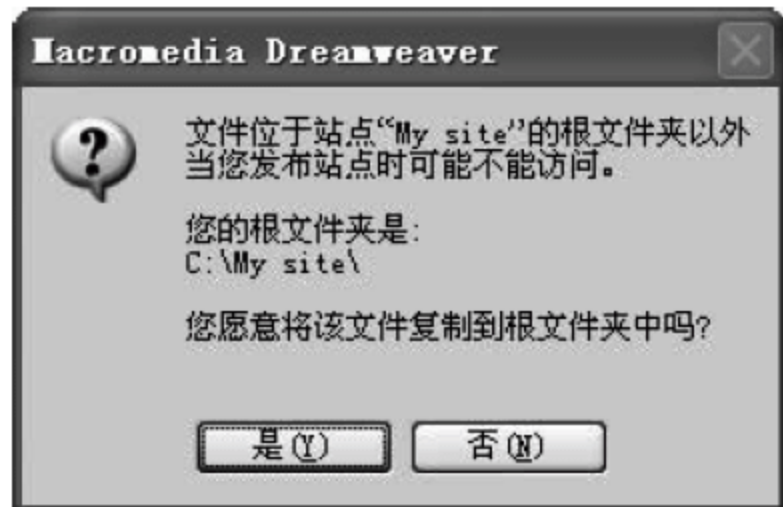 Macromedia Dreamweaver
文件位于站点“My site”的根文件夹以外
当您发布站点时可能不能访问。
您的根文件夹是:
C:\My site\
您愿意将该文件复制到根文件夹中吗?
是(Y)
否(N)